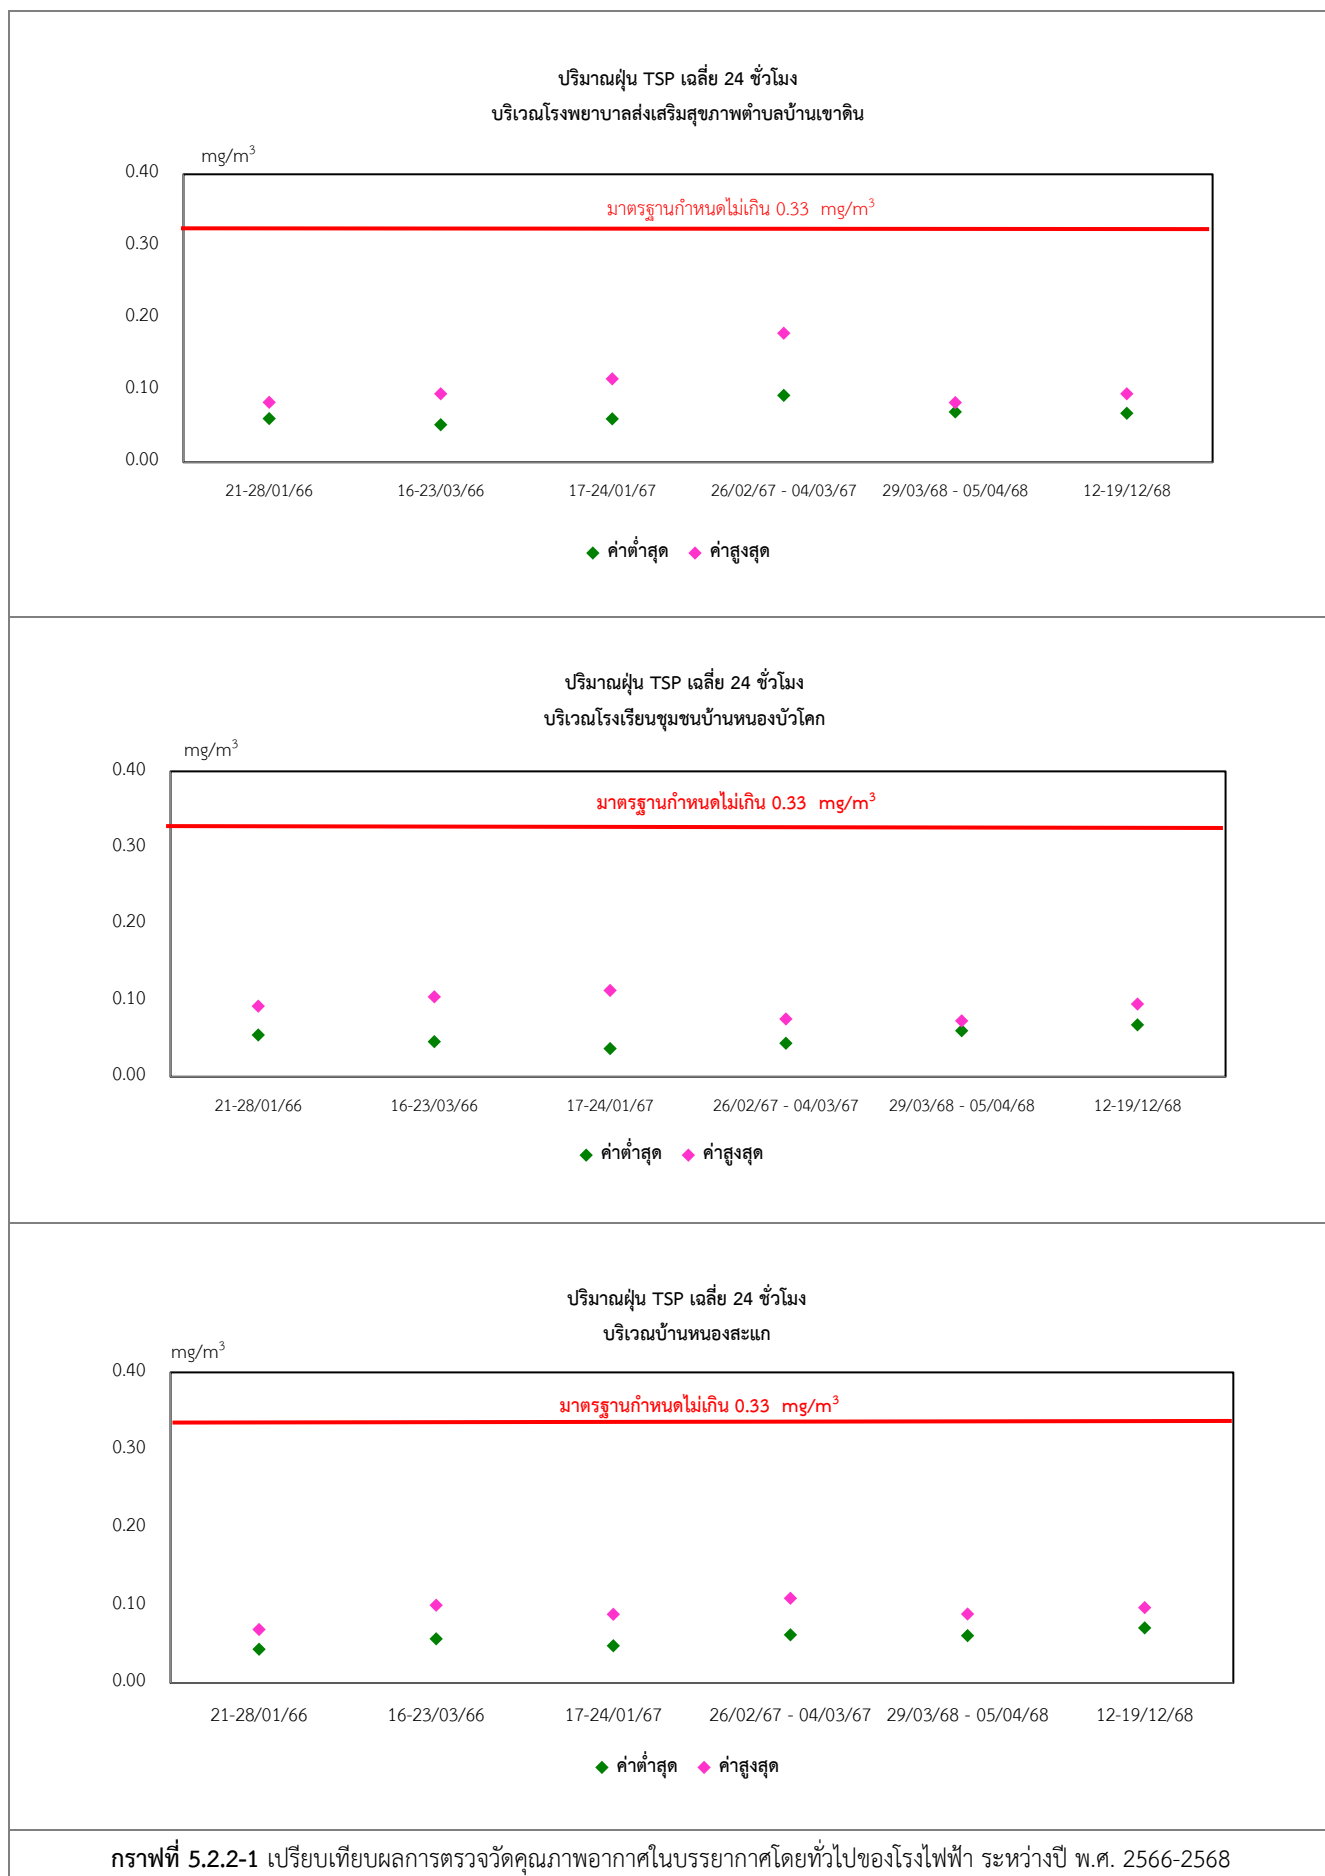 ปริมาณฝุ่น TSP เฉลี่ย 24 ชั่วโมง
บริเวณโรงพยาบาลส่งเสริมสุขภาพตำบลบ้านเขาดิน
mg/m³
0.40
มาตรฐานกำหนดไม่เกิน 0.33 mg/m³
0.30
0.20
0.10
0.00
21-28/01/66 16-23/03/66 17-24/01/67 26/02/67 - 04/03/67 29/03/68 - 05/04/68 12-19/12/68
ค่าต่ำสุด ค่าสูงสุด
ปริมาณฝุ่น TSP เฉลี่ย 24 ชั่วโมง
บริเวณโรงเรียนชุมชนบ้านหนองบัวโคก
mg/m³
0.40
มาตรฐานกำหนดไม่เกิน 0.33 mg/m³
0.30
0.20
0.10
0.00
21-28/01/66 16-23/03/66 17-24/01/67 26/02/67 - 04/03/67 29/03/68 - 05/04/68 12-19/12/68
ค่าต่ำสุด ค่าสูงสุด
ปริมาณฝุ่น TSP เฉลี่ย 24 ชั่วโมง
บริเวณบ้านหนองสะแก
mg/m³
0.40
มาตรฐานกำหนดไม่เกิน 0.33 mg/m³
0.30
0.20
0.10
0.00
21-28/01/66 16-23/03/66 17-24/01/67 26/02/67 - 04/03/67 29/03/68 - 05/04/68 12-19/12/68
ค่าต่ำสุด ค่าสูงสุด
กราฟที่ 5.2.2-1 เปรียบเทียบผลการตรวจวัดคุณภาพอากาศในบรรยากาศโดยทั่วไปของโรงไฟฟ้า ระหว่างปี พ.ศ. 2566-2568